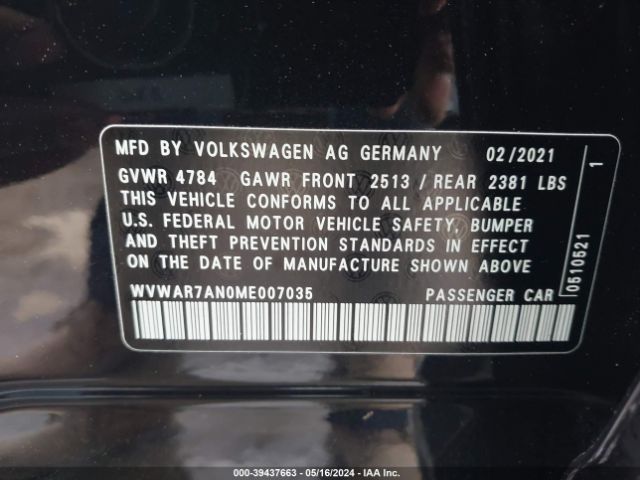 MFD BY VOLKSWAGEN AG GERMANY 02/2021
GVWR 4784 GAWR FRONT 2513 / REAR 2381 LBS
THIS VEHICLE CONFORMS TO ALL APPLICABLE
U.S. FEDERAL MOTOR VEHICLE SAFETY, BUMPER
AND THEFT PREVENTION STANDARDS IN EFFECT
ON THE DATE OF MANUFACTURE SHOWN ABOVE
WVWAR7AN0ME007035 PASSENGER CAR
0510521 1
00-39437663 - 05/16/2024 - IAA Inc.